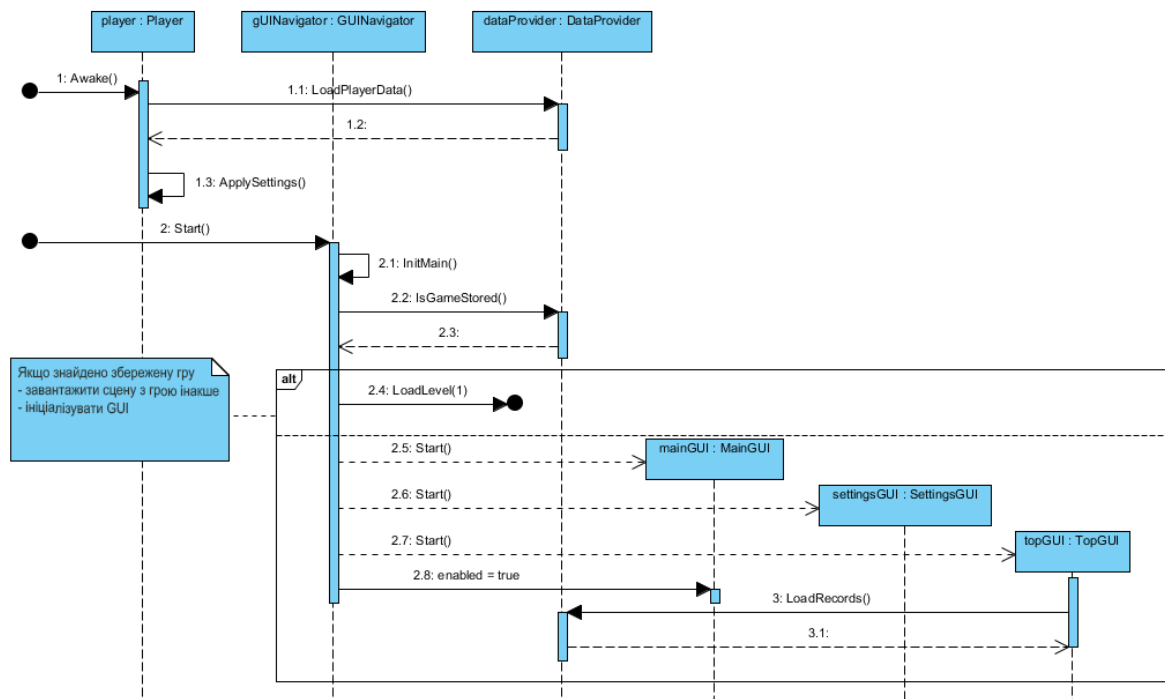 player : Player
gUINavigator : GUINavigator
dataProvider : DataProvider
1: Awake()
1.1: LoadPlayerData()
1.2:
1.3: ApplySettings()
2: Start()
2.1: InitMain()
2.2: IsGameStored()
2.3:
Якщо знайдено збережену гру
- завантажити сцену з грою інакше
- ініціалізувати GUI
alt
2.4: LoadLevel(1)
2.5: Start()
mainGUI : MainGUI
2.6: Start()
settingsGUI : SettingsGUI
2.7: Start()
topGUI : TopGUI
2.8: enabled = true
3: LoadRecords()
3.1: